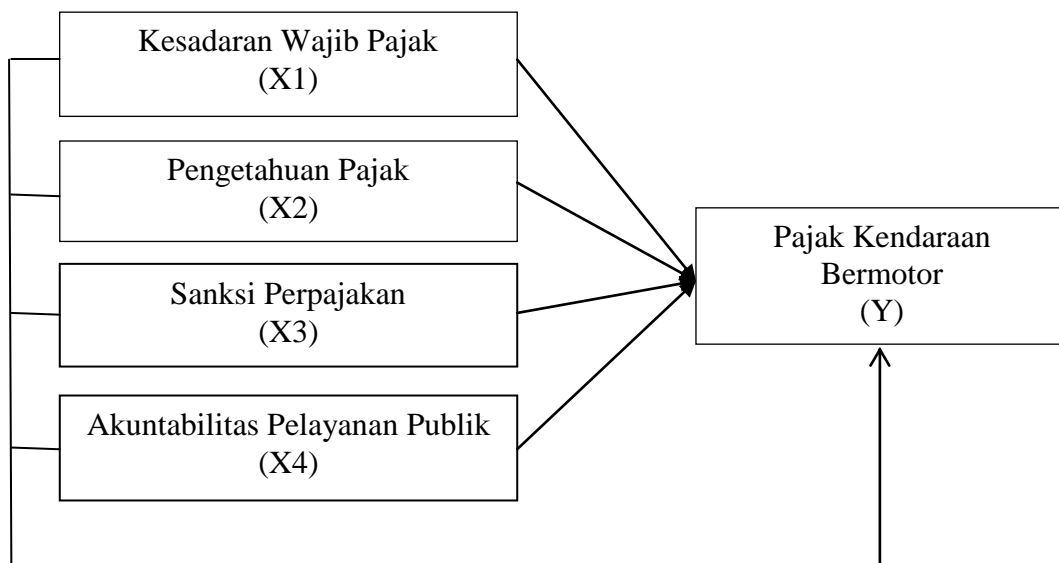 Kesadaran Wajib Pajak
(X1)
Pengetahuan Pajak
(X2)
Sanksi Perpajakan
(X3)
Akuntabilitas Pelayanan Publik
(X4)
Pajak Kendaraan
Bermotor
(Y)